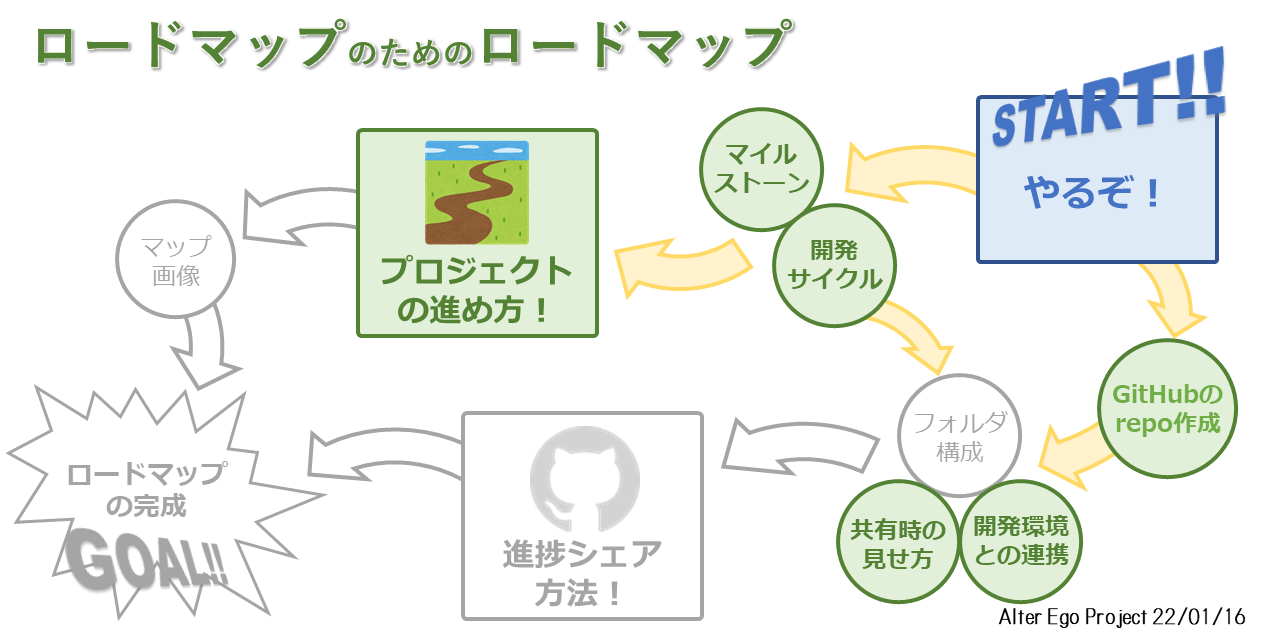 ロードマップのためのロードマップ
START!!
やるぞ！
マイル
ストーン
開発
サイクル
プロジェクト
の進め方！
マップ
画像
GitHubの
repo作成
フォルダ
構成
共有時の
見せ方
開発環境
との連携
進捗シェア
方法！
ロードマップ
の完成
GOAL!!
Alter Ego Project 22/01/16